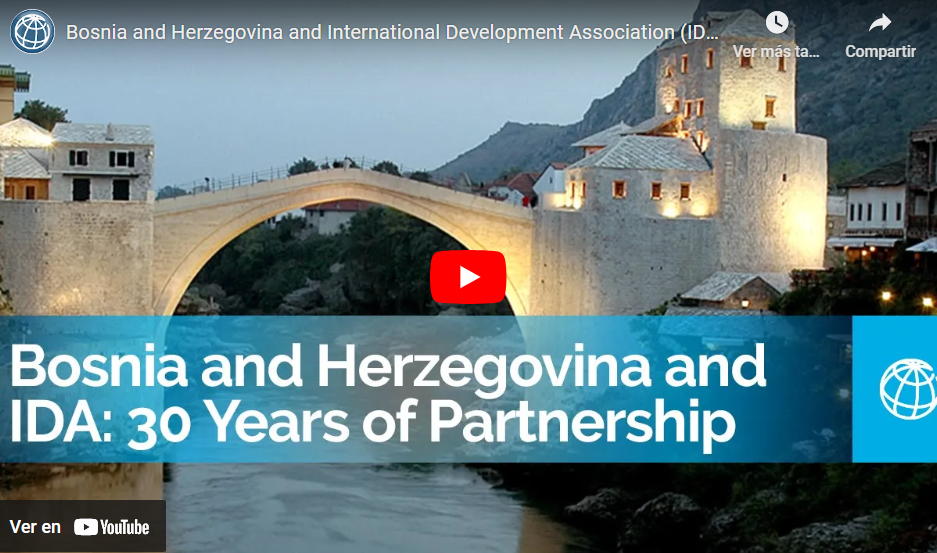 Bosnia and Herzegovina and International Development Association (ID...
Ver más ta...
Compartir
Bosnia and Herzegovina and
IDA: 30 Years of Partnership
Ver en YouTube